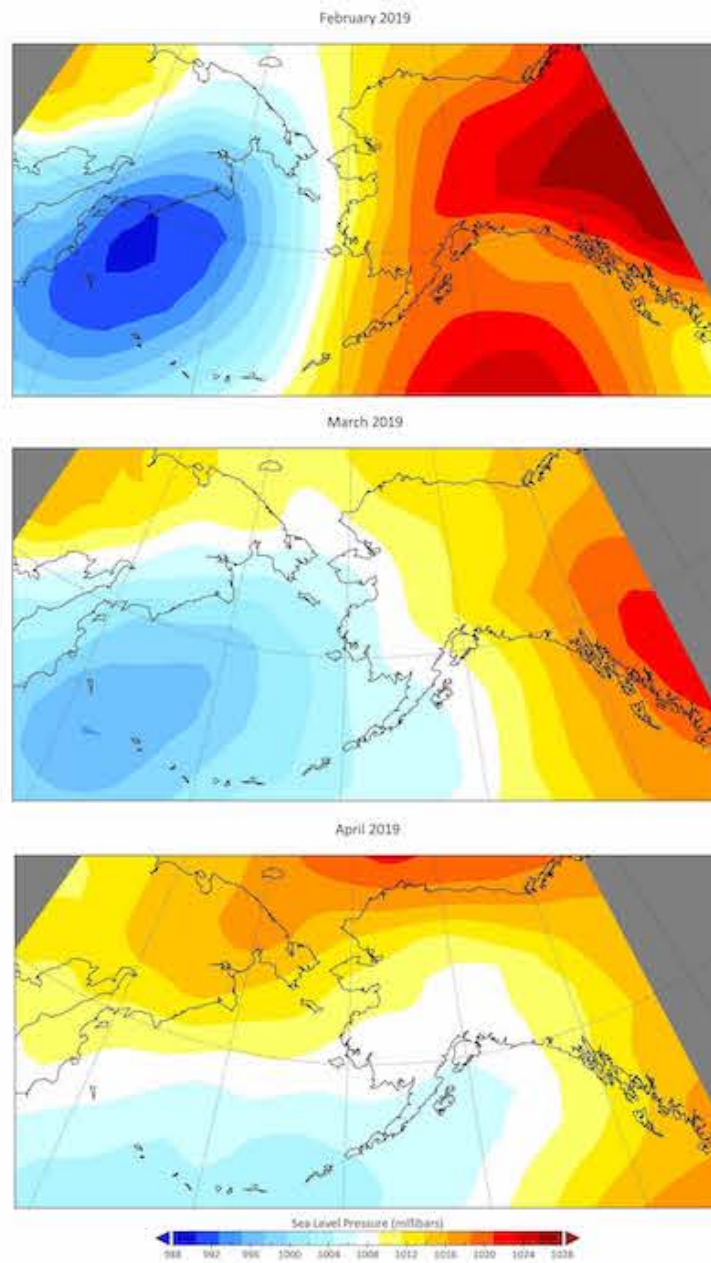 February 2019
March 2019
April 2019
Sea Level Pressure (millibars)
988 992 996 1000 1004 1008 1012 1016 1020 1024 1028